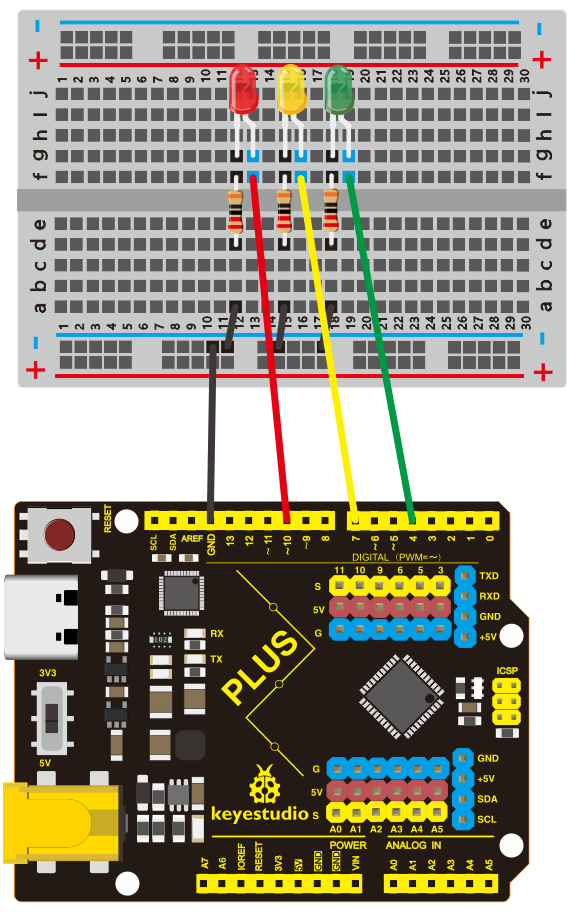 - -
+ +
1 2 3 4 5 6 7 8 9 10 11 12 13 15 16 17 19 20 21 22 23 24 25 26 27 28 29 30
j j
I I
h h
g g
f f
e e
d d
c c
b b
a a
1 2 3 4 5 6 7 8 9 10 11 12 13 14 15 16 17 18 19 20 21 22 23 24 25 26 27 28 29 30
- -
+ +
RESET
SCL SDA AREF GND 13 12 ~11 ~10 ~9 8 7 ~6 ~5 4 3 2 1 0
DIGITAL (PWM=~)
11 10 9 6 5 3
S
5V
G
TXD
RXD
GND
+5V
RX
TX
102
PLUS
3V3
5V
ICSP
G
5V
S
A0 A1 A2 A3 A4 A5
GND
+5V
SDA
SCL
keyestudio
POWER ANALOG IN
A7 A6 IOREF RESET 3V3 5V GND GND VIN A0 A1 A2 A3 A4 A5